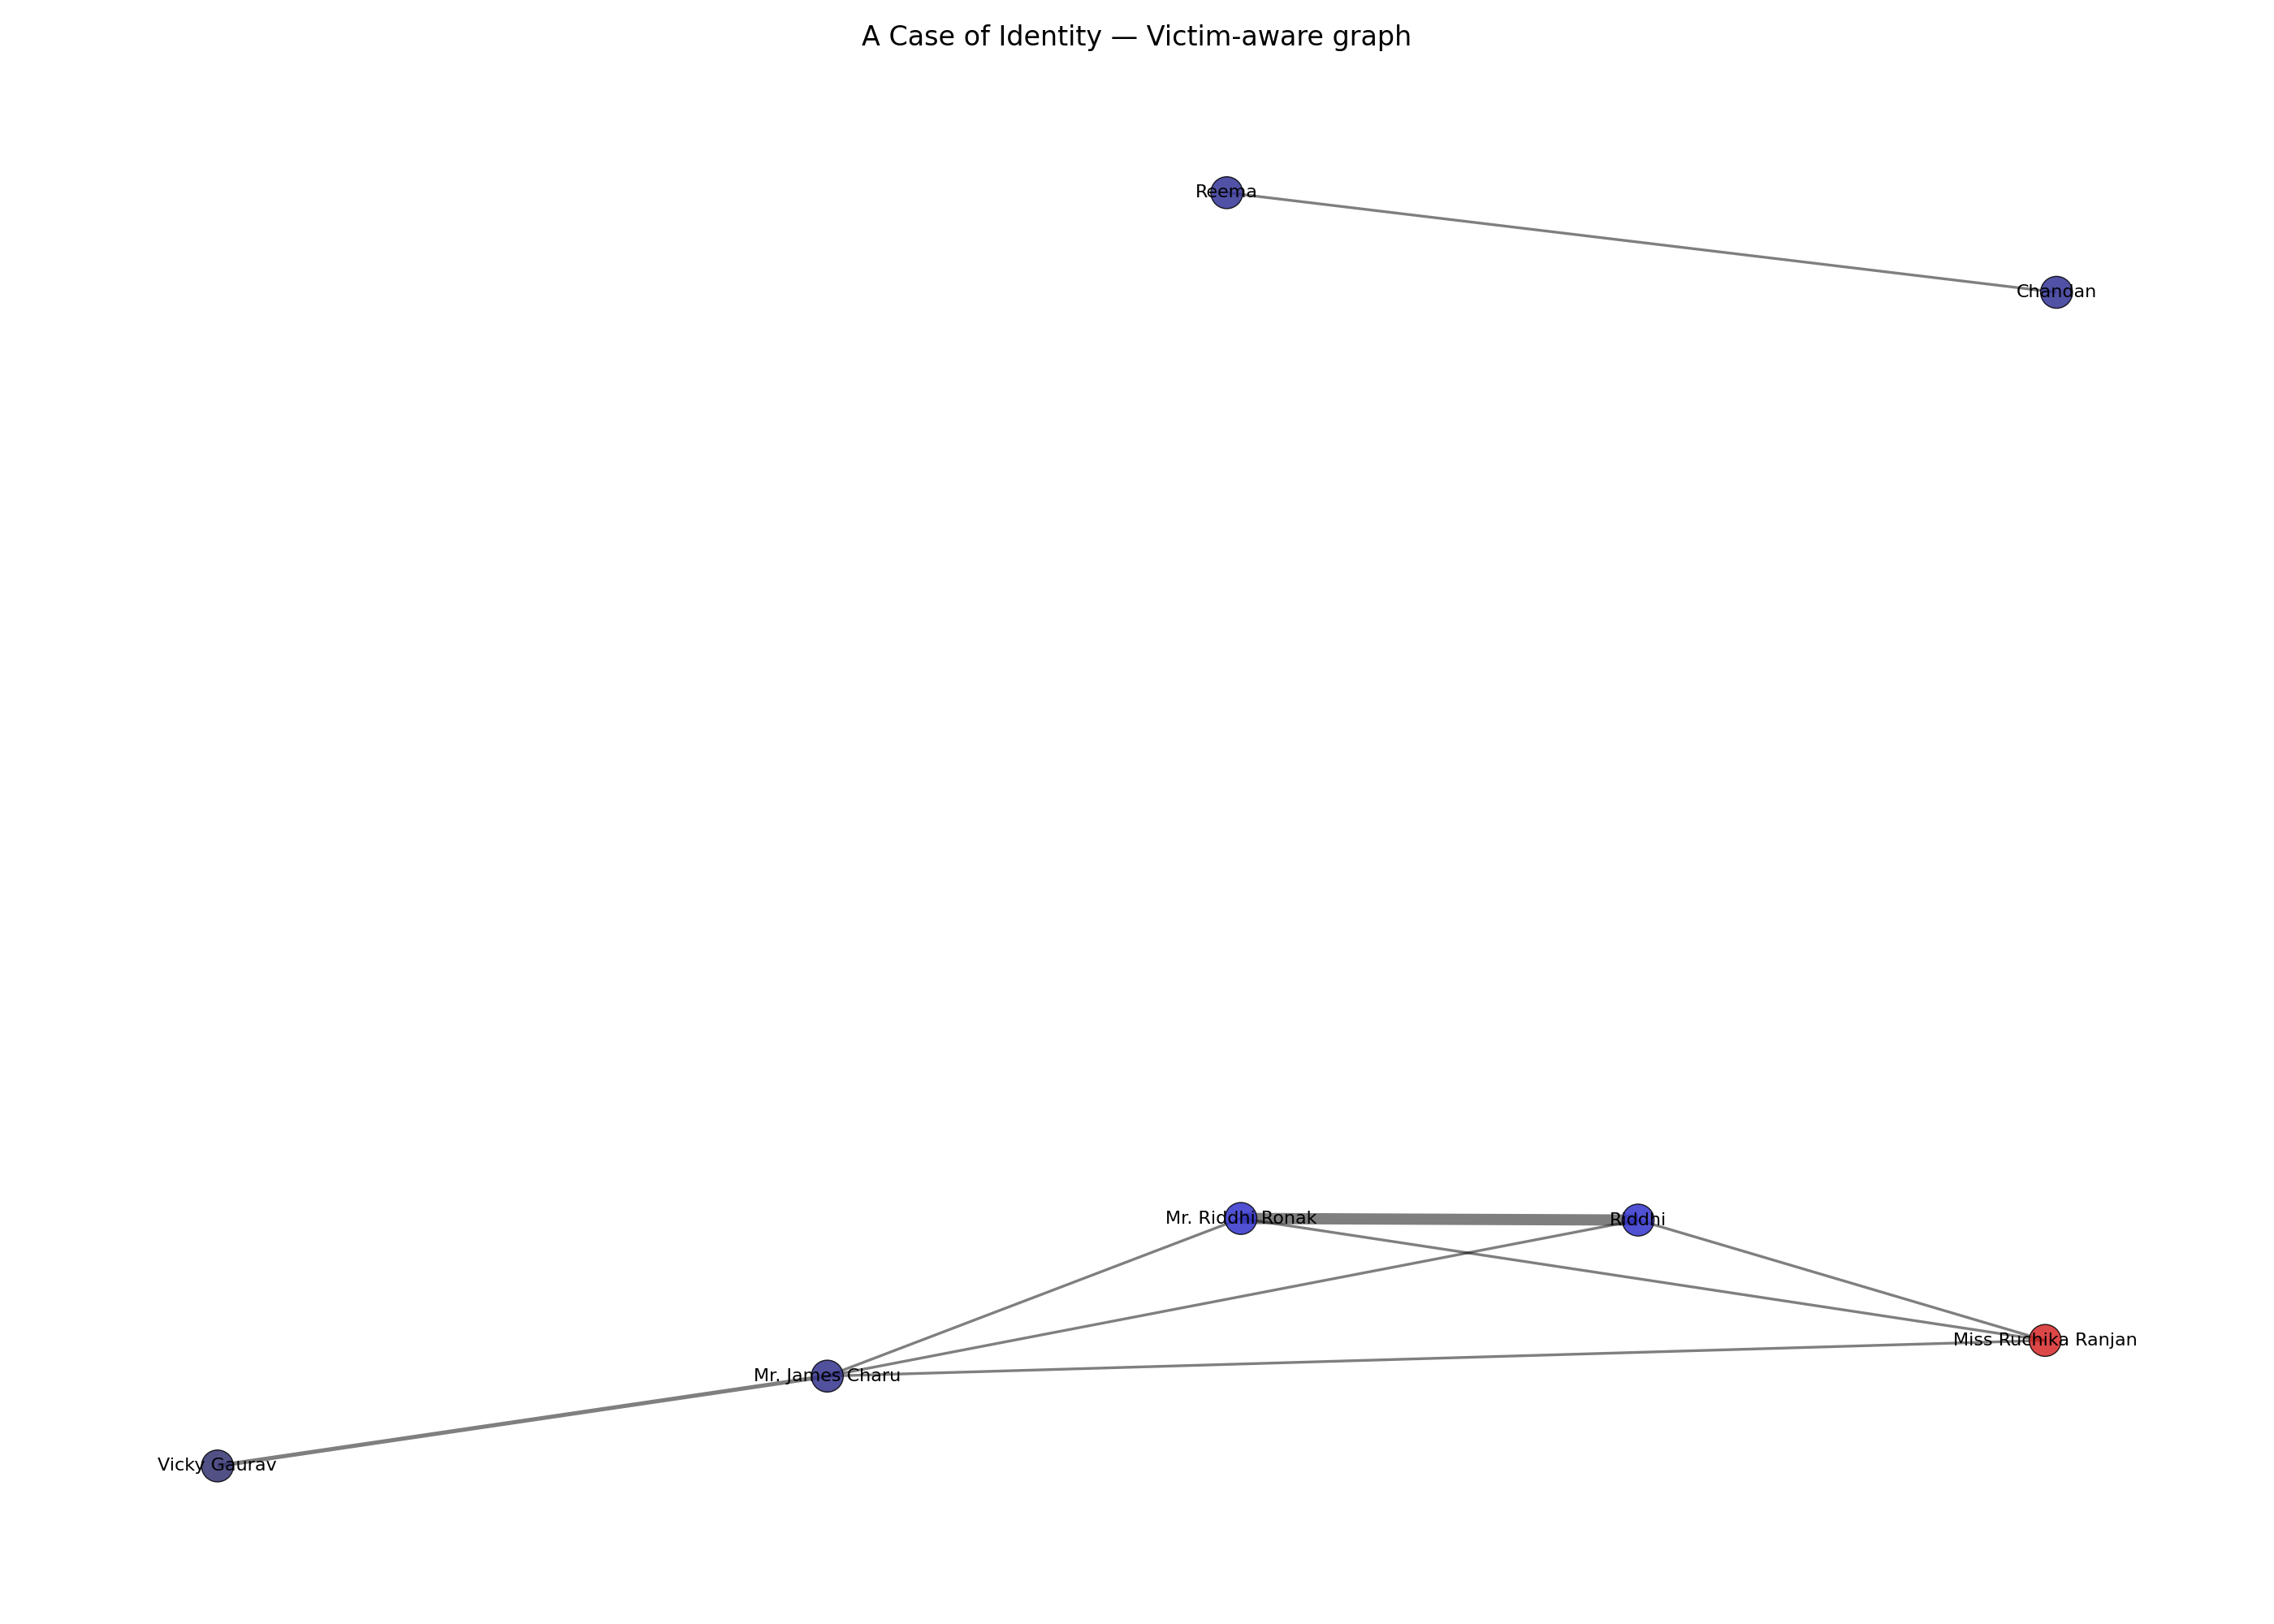 A Case of Identity — Victim-aware graph
Reema
Chandan
Mr. Riddhi Ronak
Riddhi
Miss Ruchika Ranjan
Mr. James Charu
Vicky Gaurav